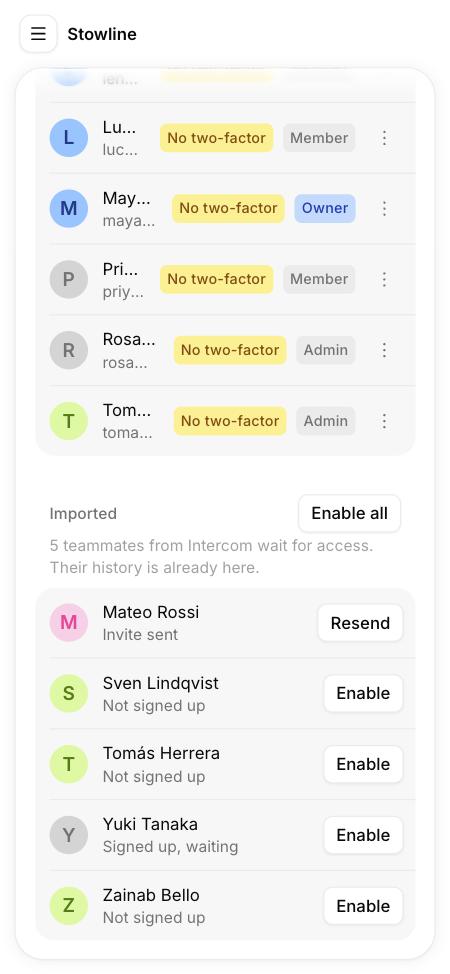 Stowline
len...
L
Lu...
luc...
No two-factor
Member
M
May...
maya...
No two-factor
Owner
P
Pri...
priy...
No two-factor
Member
R
Rosa...
rosa...
No two-factor
Admin
T
Tom...
toma...
No two-factor
Admin
Imported
Enable all
5 teammates from Intercom wait for access.
Their history is already here.
M
Mateo Rossi
Invite sent
Resend
S
Sven Lindqvist
Not signed up
Enable
T
Tomás Herrera
Not signed up
Enable
Y
Yuki Tanaka
Signed up, waiting
Enable
Z
Zainab Bello
Not signed up
Enable